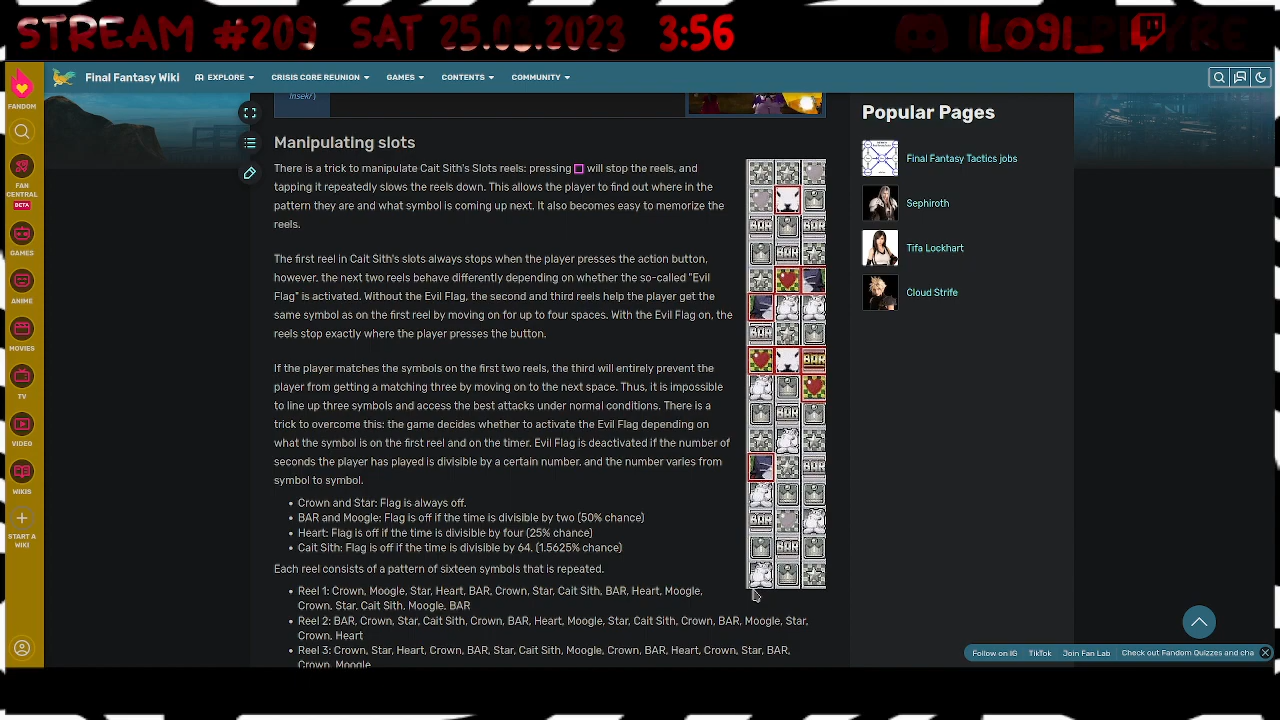 STREAM #209 SAT 25.03.2023 3:56
Final Fantasy Wiki EXPLORE CRISIS CORE REUNION GAMES CONTENTS COMMUNITY
FANDOM
FAN CENTRAL
BETA
GAMES
ANIME
MOVIES
TV
VIDEO
WIKIS
START A WIKI
Insek/)
Manipulating slots
There is a trick to manipulate Cait Sith's Slots reels: pressing will stop the reels, and
tapping it repeatedly slows the reels down. This allows the player to find out where in the
pattern they are and what symbol is coming up next. It also becomes easy to memorize the
reels.
The first reel in Cait Sith's slots always stops when the player presses the action button,
however, the next two reels behave differently depending on whether the so-called "Evil
Flag" is activated. Without the Evil Flag, the second and third reels help the player get the
same symbol as on the first reel by moving on for up to four spaces. With the Evil Flag on, the
reels stop exactly where the player presses the button.
If the player matches the symbols on the first two reels, the third will entirely prevent the
player from getting a matching three by moving on to the next space. Thus, it is impossible
to line up three symbols and access the best attacks under normal conditions. There is a
trick to overcome this: the game decides whether to activate the Evil Flag depending on
what the symbol is on the first reel and on the timer. Evil Flag is deactivated if the number of
seconds the player has played is divisible by a certain number, and the number varies from
symbol to symbol.
• Crown and Star: Flag is always off.
• BAR and Moogle: Flag is off if the time is divisible by two (50% chance)
• Heart: Flag is off if the time is divisible by four (25% chance)
• Cait Sith: Flag is off if the time is divisible by 64. (1.5625% chance)
Each reel consists of a pattern of sixteen symbols that is repeated.
• Reel 1: Crown, Moogle, Star, Heart, BAR, Crown, Star, Cait Sith, BAR, Heart, Moogle,
Crown, Star, Cait Sith, Moogle, BAR
• Reel 2: BAR, Crown, Star, Cait Sith, Crown, BAR, Heart, Moogle, Star, Cait Sith, Crown, BAR, Moogle, Star,
Crown, Heart
• Reel 3: Crown, Star, Heart, Crown, BAR, Star, Cait Sith, Moogle, Crown, BAR, Heart, Crown, Star, BAR,
Crown, Moogle
BAR BAR
BAR
BAR
BAR
BAR
BAR
BAR
BAR
Popular Pages
Final Fantasy Tactics jobs
Sephiroth
Tifa Lockhart
Cloud Strife
Follow on IG TikTok Join Fan Lab Check out Fandom Quizzes and cha